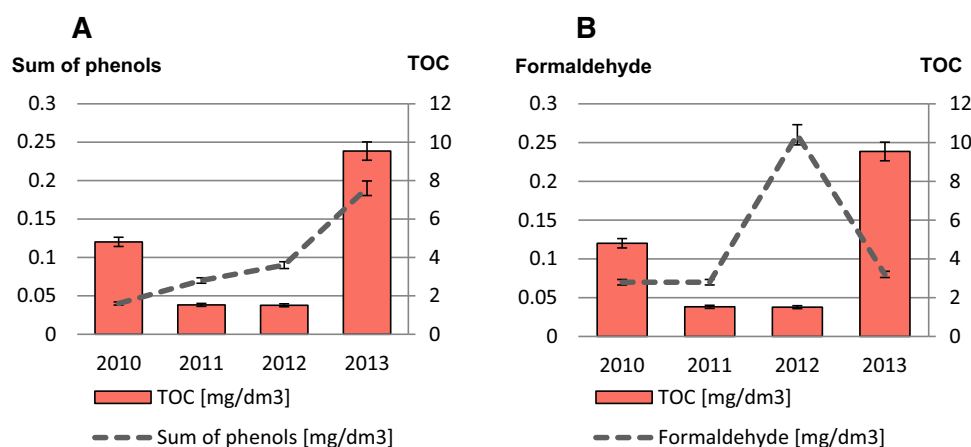 A
Sum of phenols TOC
0.3 12
0.25 10
0.2 8
0.15 6
0.1 4
0.05 2
0 0
2010 2011 2012 2013
TOC [mg/dm3]
Sum of phenols [mg/dm3]
B
Formaldehyde TOC
0.3 12
0.25 10
0.2 8
0.15 6
0.1 4
0.05 2
0 0
2010 2011 2012 2013
TOC [mg/dm3]
Formaldehyde [mg/dm3]